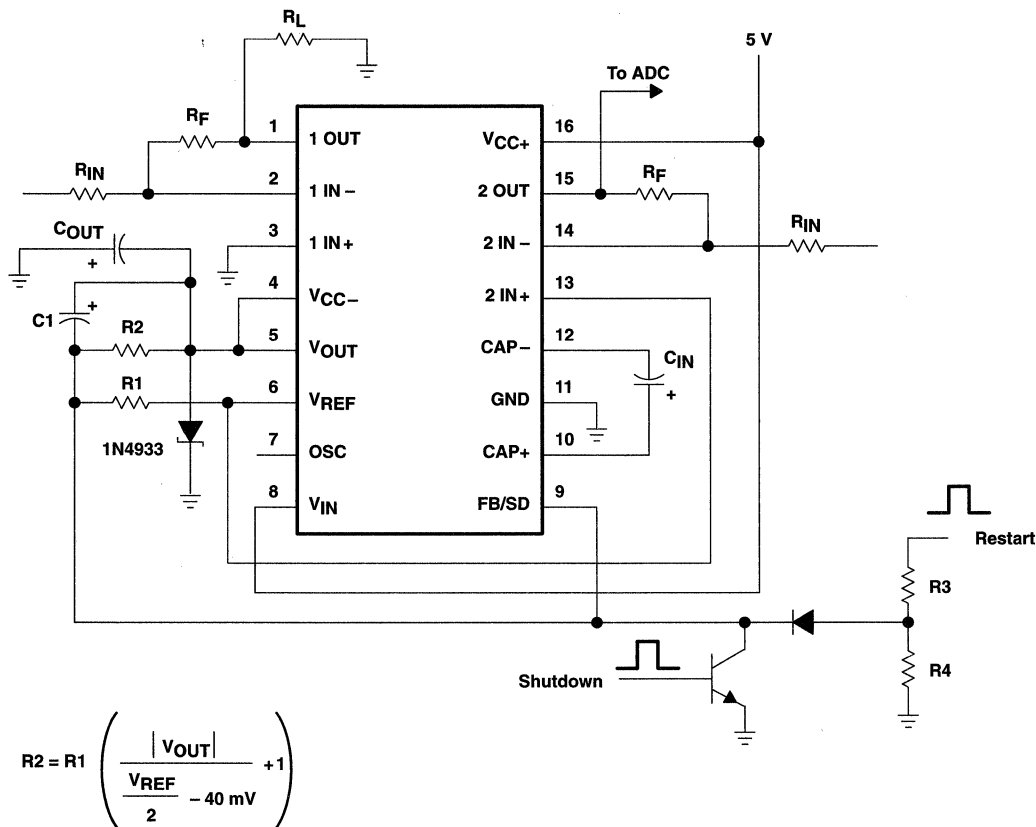 RL
5 V
To ADC
RF
1
1 OUT
VCC+
16
RIN
2
1 IN −
2 OUT
15
RF
COUT
+
3
1 IN +
2 IN −
14
RIN
C1
+
4
VCC−
2 IN+
13
R2
5
VOUT
CAP−
12
CIN
+
R1
6
VREF
GND
11
1N4933
7
OSC
CAP+
10
8
VIN
FB/SD
9
Restart
R3
Shutdown
R4
R2 = R1 ( |VOUT| / ( VREF / 2 − 40 mV ) + 1 )